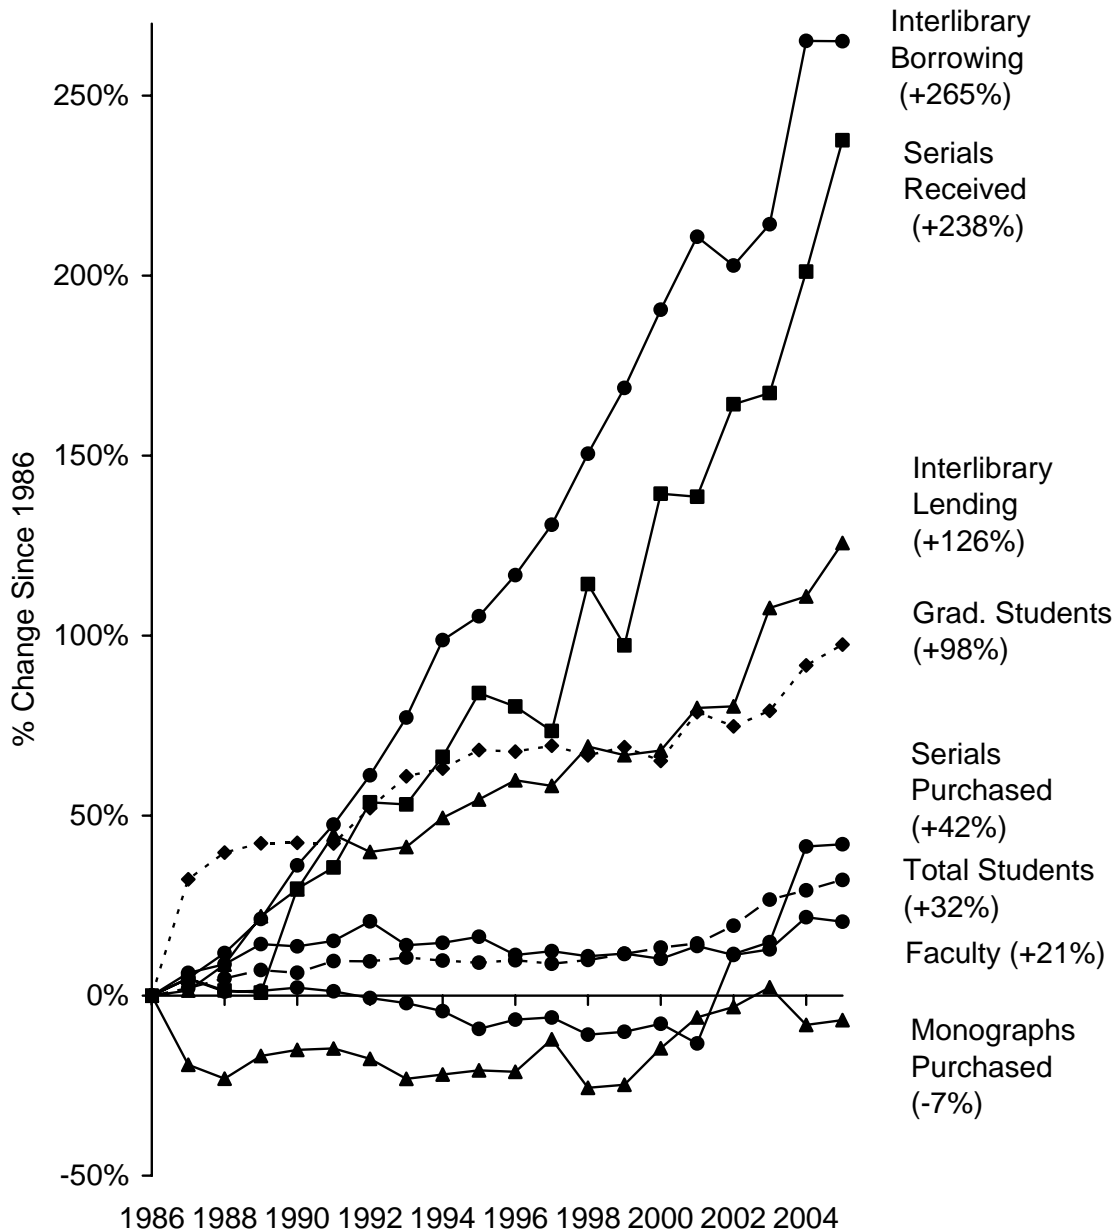 Interlibrary
Borrowing
(+265%)
250%
Serials
Received
(+238%)
200%
150%
Interlibrary
Lending
(+126%)
% Change Since 1986
Grad. Students
(+98%)
100%
Serials
Purchased
(+42%)
50%
Total Students
(+32%)
Faculty (+21%)
0%
Monographs
Purchased
(-7%)
-50%
1986 1988 1990 1992 1994 1996 1998 2000 2002 2004